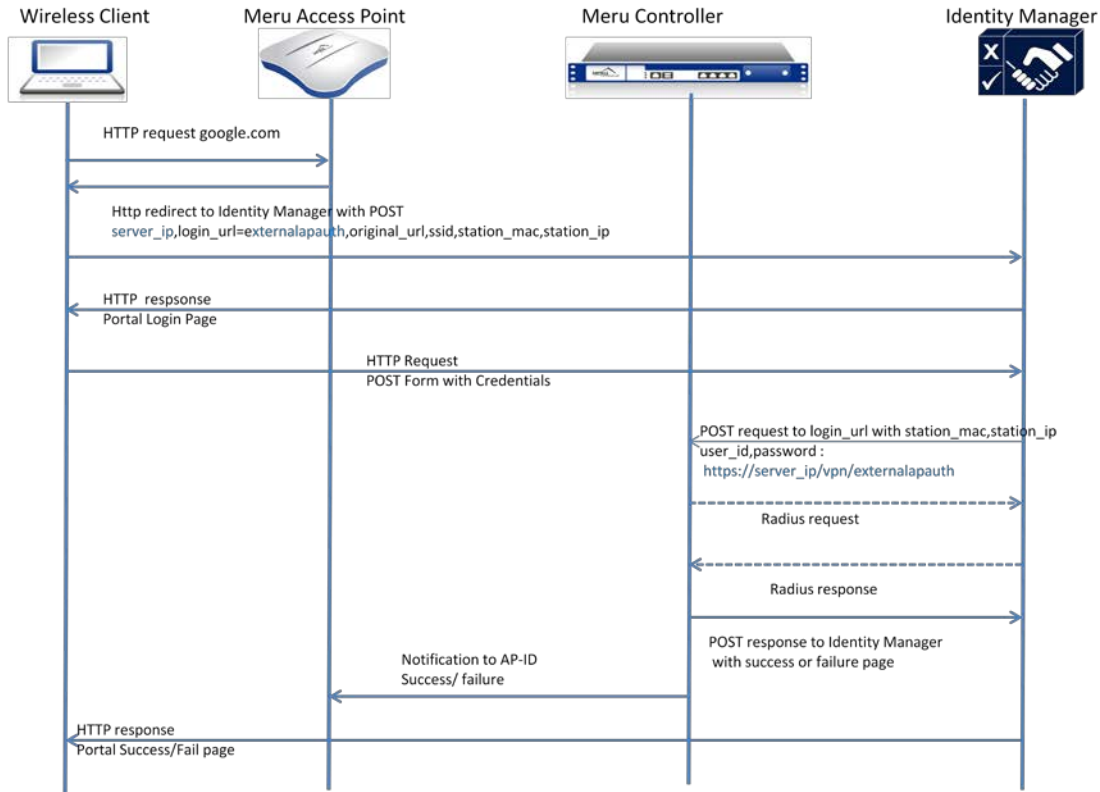 Wireless Client
Meru Access Point
Meru Controller
Identity Manager
HTTP request google.com
Http redirect to Identity Manager with POST
server_ip,login_url=externalapauth,original_url,ssid,station_mac,station_ip
HTTP respsonse
Portal Login Page
HTTP Request
POST Form with Credentials
POST request to login_url with station_mac,station_ip
user_id,password :
https://server_ip/vpn/externalapauth
Radius request
Radius response
POST response to Identity Manager
with success or failure page
Notification to AP-ID
Success/ failure
HTTP response
Portal Success/Fail page